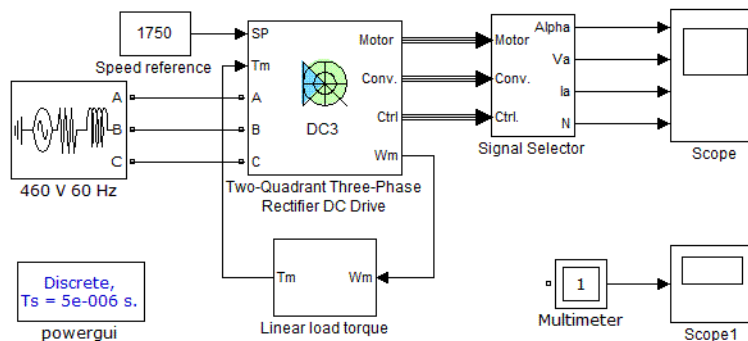 1750
Speed reference
SP
Tm
A
B
C
A
B
C
460 V 60 Hz
DC3
Motor
Conv.
Ctrl
Wm
Two-Quadrant Three-Phase
Rectifier DC Drive
Motor
Conv.
Ctrl.
Alpha
Va
Ia
N
Signal Selector
Scope
Discrete,
Ts = 5e-006 s.
powergui
Tm
Wm
Linear load torque
1
Multimeter
Scope1